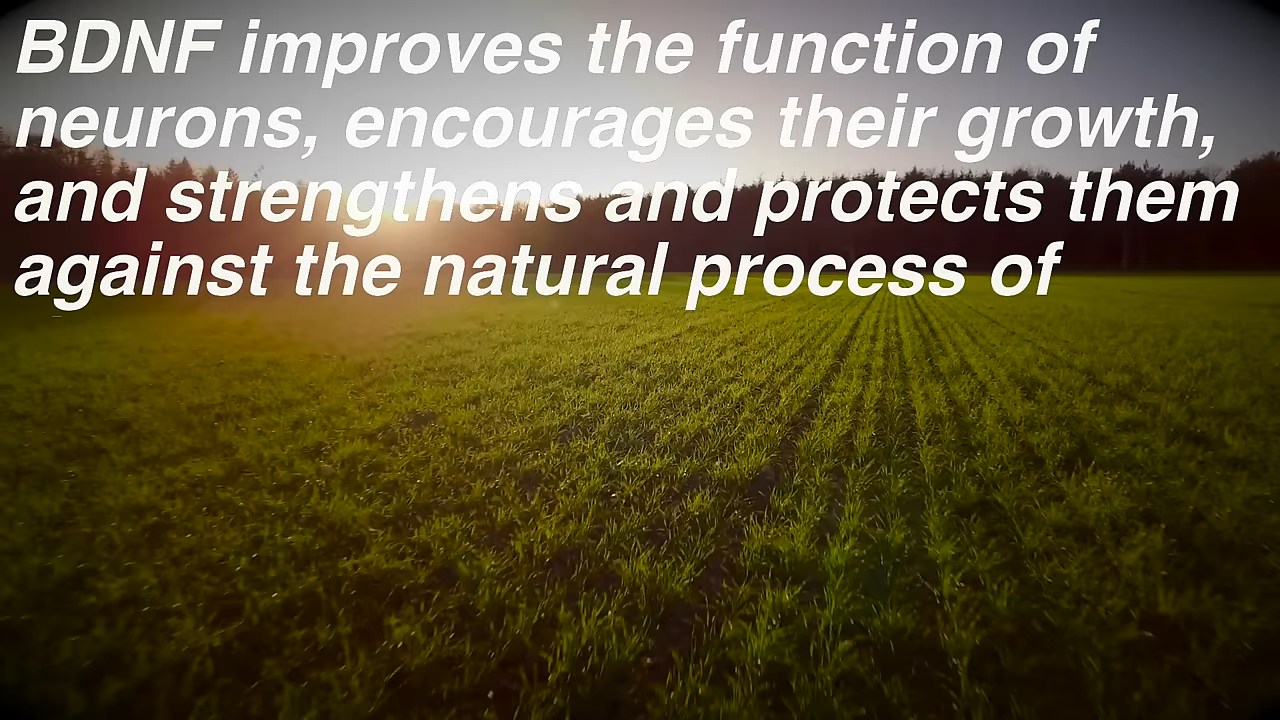 BDNF improves the function of
neurons, encourages their growth,
and strengthens and protects them
against the natural process of